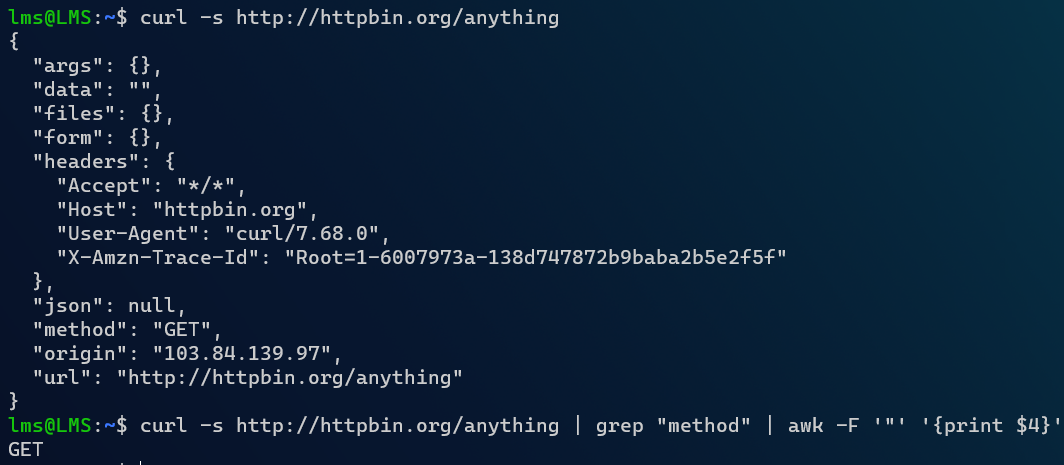 lms@LMS:~$ curl -s http://httpbin.org/anything
{
  "args": {},
  "data": "",
  "files": {},
  "form": {},
  "headers": {
    "Accept": "*/*",
    "Host": "httpbin.org",
    "User-Agent": "curl/7.68.0",
    "X-Amzn-Trace-Id": "Root=1-6007973a-138d747872b9baba2b5e2f5f"
  },
  "json": null,
  "method": "GET",
  "origin": "103.84.139.97",
  "url": "http://httpbin.org/anything"
}
lms@LMS:~$ curl -s http://httpbin.org/anything | grep "method" | awk -F '"' '{print $4}'
GET